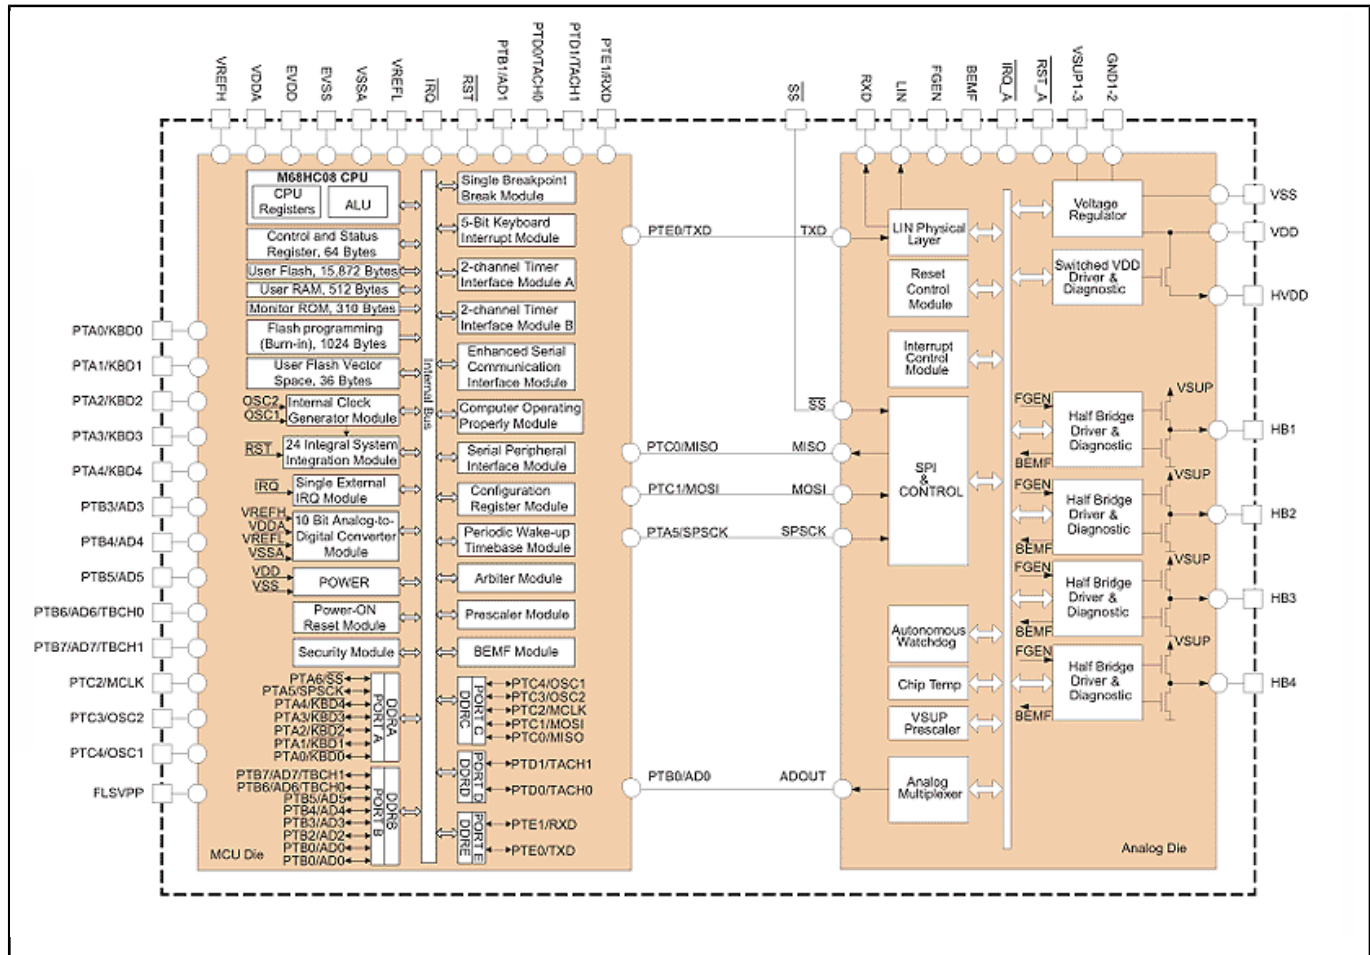 VREFH
VDDA
EVDD
EVSS
VSSA
VREFL
IRQ
RST
PTB1/AD1
PTD0/TACH0
PTD1/TACH1
PTE1/RXD
SS
RXD
LIN
FGEN
BEMF
IRQ_A
RST_A
VSUP1-3
GND1-2
PTA0/KBD0
PTA1/KBD1
PTA2/KBD2
PTA3/KBD3
PTA4/KBD4
PTB3/AD3
PTB4/AD4
PTB5/AD5
PTB6/AD6/TBCH0
PTB7/AD7/TBCH1
PTC2/MCLK
PTC3/OSC2
PTC4/OSC1
FLSVPP
M68HC08 CPU
CPU
Registers
ALU
Control and Status
Register, 64 Bytes
User Flash, 15,872 Bytes
User RAM, 512 Bytes
Monitor ROM, 310 Bytes
Flash programming
(Burn-in), 1024 Bytes
User Flash Vector
Space, 36 Bytes
OSC2
OSC1
Internal Clock
Generator Module
RST
24 Integral System
Integration Module
IRQ
Single External
IRQ Module
VREFH
VDDA
VREFL
VSSA
10 Bit Analog-to-
Digital Converter
Module
VDD
VSS
POWER
Power-ON
Reset Module
Security Module
PTA6/SS
PTA5/SPSCK
PTA4/KBD4
PTA3/KBD3
PTA2/KBD2
PTA1/KBD1
PTA0/KBD0
PORT A
DDRA
PTB7/AD7/TBCH1
PTB6/AD6/TBCH0
PTB5/AD5
PTB4/AD4
PTB3/AD3
PTB2/AD2
PTB0/AD0
PTB0/AD0
PORT B
DDRB
MCU Die
Internal Bus
Single Breakpoint
Break Module
5-Bit Keyboard
Interrupt Module
2-channel Timer
Interface Module A
2-channel Timer
Interface Module B
Enhanced Serial
Communication
Interface Module
Computer Operating
Properly Module
Serial Peripheral
Interface Module
Configuration
Register Module
Periodic Wake-up
Timebase Module
Arbiter Module
Prescaler Module
BEMF Module
DDRC
PORT C
PTC4/OSC1
PTC3/OSC2
PTC2/MCLK
PTC1/MOSI
PTC0/MISO
DDRD
PORT D
PTD1/TACH1
PTD0/TACH0
DDRE
PORT E
PTE1/RXD
PTE0/TXD
PTE0/TXD
TXD
SS
PTC0/MISO
MISO
PTC1/MOSI
MOSI
PTA5/SPSCK
SPSCK
PTB0/AD0
ADOUT
LIN Physical
Layer
Reset
Control
Module
Interrupt
Control
Module
SPI
&
CONTROL
Autonomous
Watchdog
Chip Temp
VSUP
Prescaler
Analog
Multiplexer
Voltage
Regulator
Switched VDD
Driver &
Diagnostic
VSUP
FGEN
BEMF
Half Bridge
Driver &
Diagnostic
VSUP
FGEN
BEMF
Half Bridge
Driver &
Diagnostic
VSUP
FGEN
BEMF
Half Bridge
Driver &
Diagnostic
VSUP
FGEN
BEMF
Half Bridge
Driver &
Diagnostic
Analog Die
VSS
VDD
HVDD
HB1
HB2
HB3
HB4